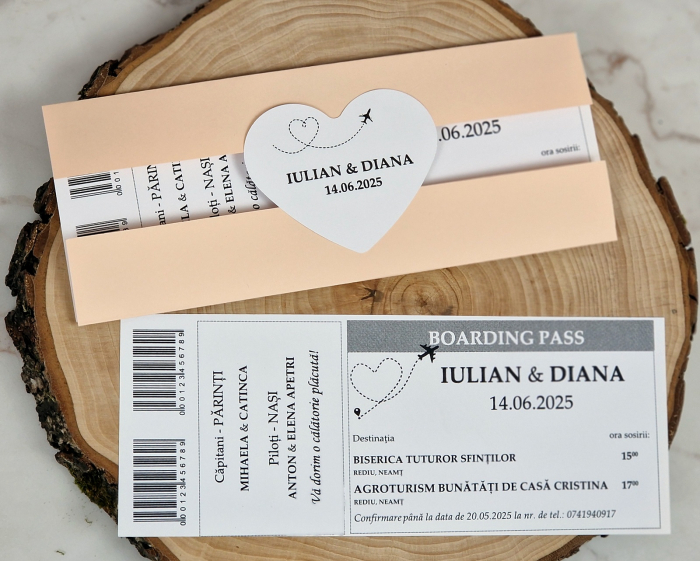 .06.2025
ora sosirii:
IULIAN & DIANA
14.06.2025
BOARDING PASS
IULIAN & DIANA
14.06.2025
Destinația
ora sosirii:
BISERICA TUTUROR SFINȚILOR 15⁰⁰
REDIU, NEAMȚ
AGROTURISM BUNĂTĂȚI DE CASĂ CRISTINA 17⁰⁰
REDIU, NEAMȚ
Confirmare până la data de 20.05.2025 la nr. de tel.: 0741940917
Căpitani - PĂRINȚI
MIHAELA & CATINCA
Piloți - NAȘI
ANTON & ELENA APETRI
Vă dorim o călătorie plăcută!
0 0 0 1 2 3 4 5 6 7 8 9
0 0 0 1 2 3 4 5 6 7 8 9